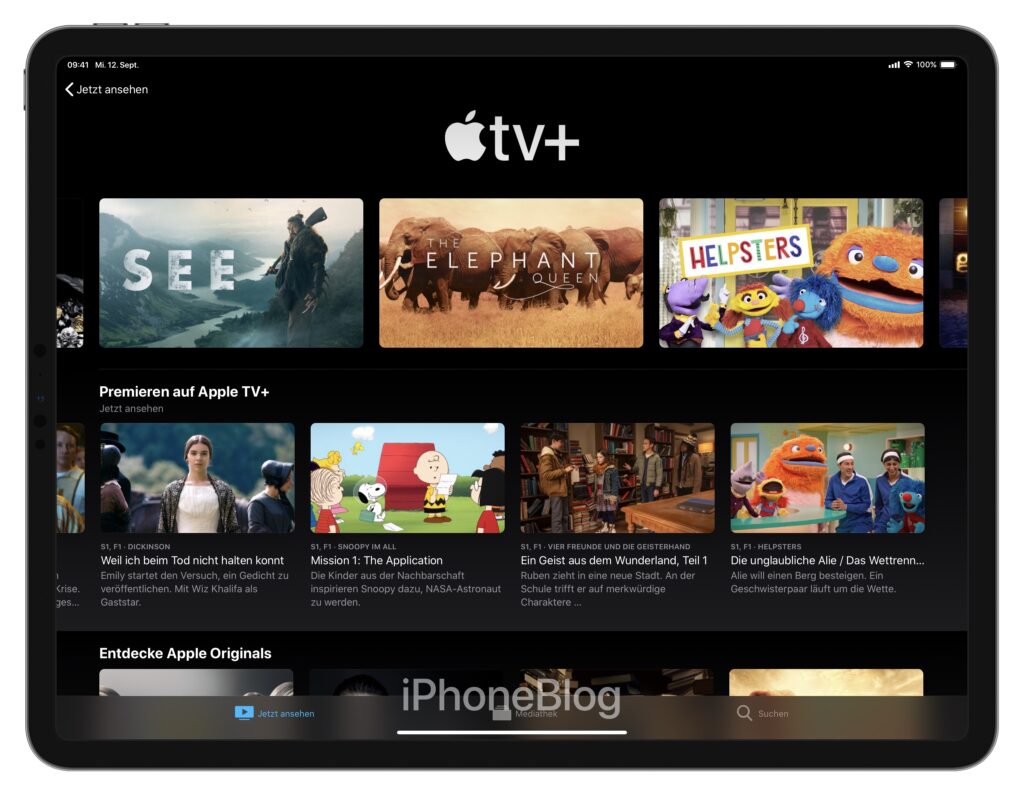 09:41 Mi. 12. Sept.
100%
Jetzt ansehen
tv+
SEE
THE
ELEPHANT
QUEEN
HELPSTERS
Premieren auf Apple TV+
Jetzt ansehen
Krise.
ges...
S1, F1 · DICKINSON
Weil ich beim Tod nicht halten konnt
Emily startet den Versuch, ein Gedicht zu
veröffentlichen. Mit Wiz Khalifa als
Gaststar.
S1, F1 · SNOOPY IM ALL
Mission 1: The Application
Die Kinder aus der Nachbarschaft
inspirieren Snoopy dazu, NASA-Astronaut
zu werden.
S1, F1 · VIER FREUNDE UND DIE GEISTERHAND
Ein Geist aus dem Wunderland, Teil 1
Ruben zieht in eine neue Stadt. An der
Schule trifft er auf merkwürdige
Charaktere ...
S1, F1 · HELPSTERS
Die unglaubliche Alie / Das Wettrenn...
Alie will einen Berg besteigen. Ein
Geschwisterpaar läuft um die Wette.
Entdecke Apple Originals
iPhoneBlog
Jetzt ansehen
Mediathek
Suchen